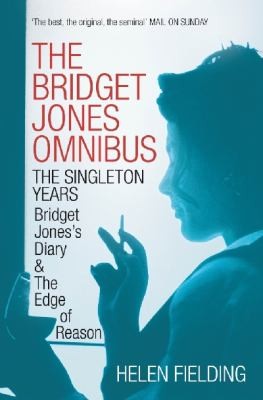 'The best, the original, the seminal' MAIL ON SUNDAY
THE
BRIDGET
JONES
OMNIBUS
THE SINGLETON
YEARS
Bridget
Jones's
Diary
&
The
Edge
of
Reason
HELEN FIELDING